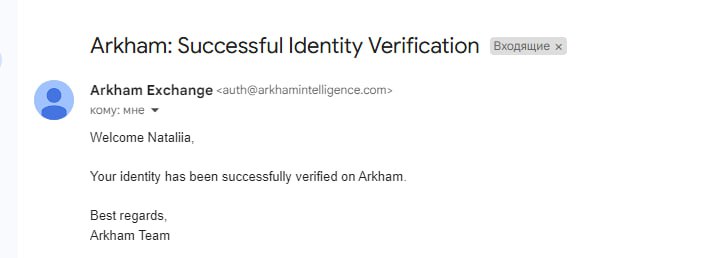 Arkham: Successful Identity Verification Входящие ×
Arkham Exchange <auth@arkhamintelligence.com>
кому: мне
Welcome Nataliia,
Your identity has been successfully verified on Arkham.
Best regards,
Arkham Team